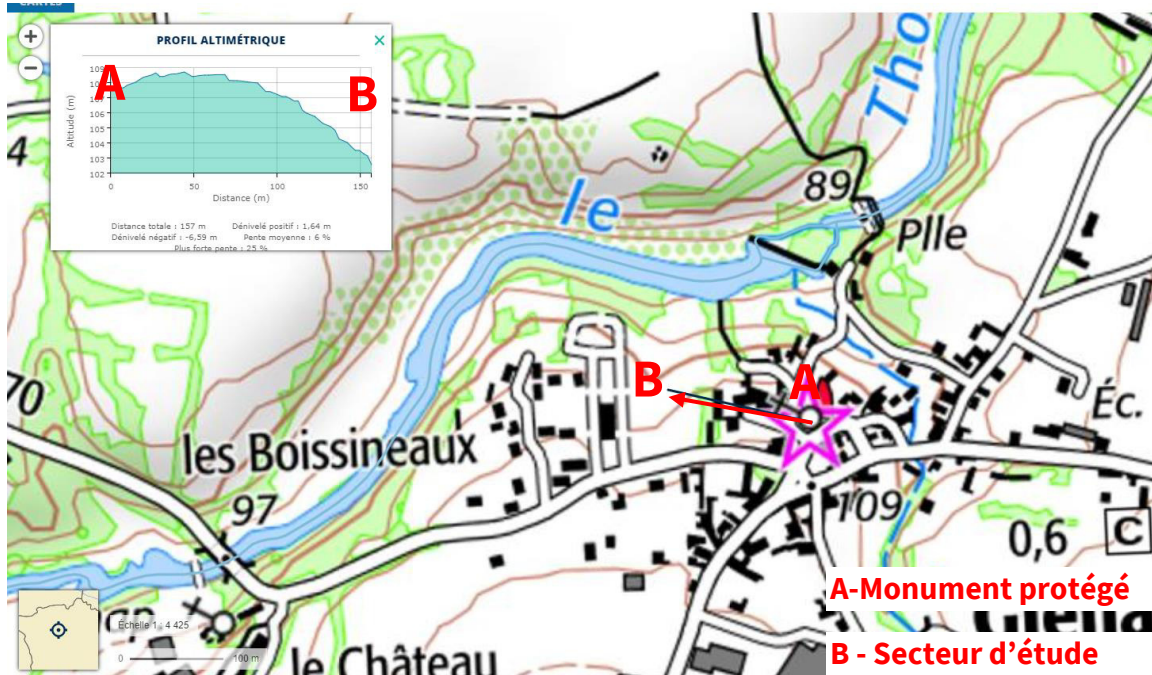 CARTES
+
−
PROFIL ALTIMÉTRIQUE
×
A
B
Altitude (m)
109
108
107
106
105
104
103
102
0
50
100
150
Distance (m)
Distance totale : 157 m Dénivelé positif : 1,64 m
Dénivelé négatif : -6,59 m Pente moyenne : 6 %
Plus forte pente : 25 %
4
le
Tho
89
Plle
B
A
Éc.
70
les Boissineaux
97
109
0,6
C
Échelle 1 : 4 425
0 100 m
le Château
A-Monument protégé
B - Secteur d'étude